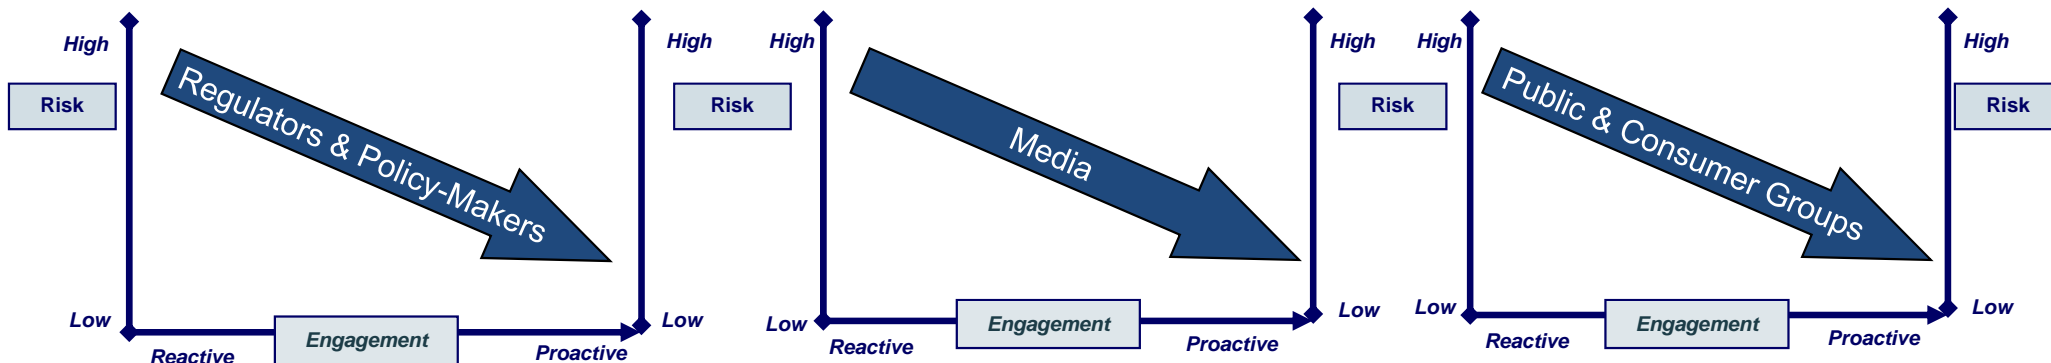 High
Risk
Low
Regulators & Policy-Makers
Reactive
Engagement
Proactive
High
Risk
Low
High
Low
Media
Reactive
Engagement
Proactive
High
Risk
Low
High
Public & Consumer Groups
Reactive
Engagement
Proactive
High
Risk
Low